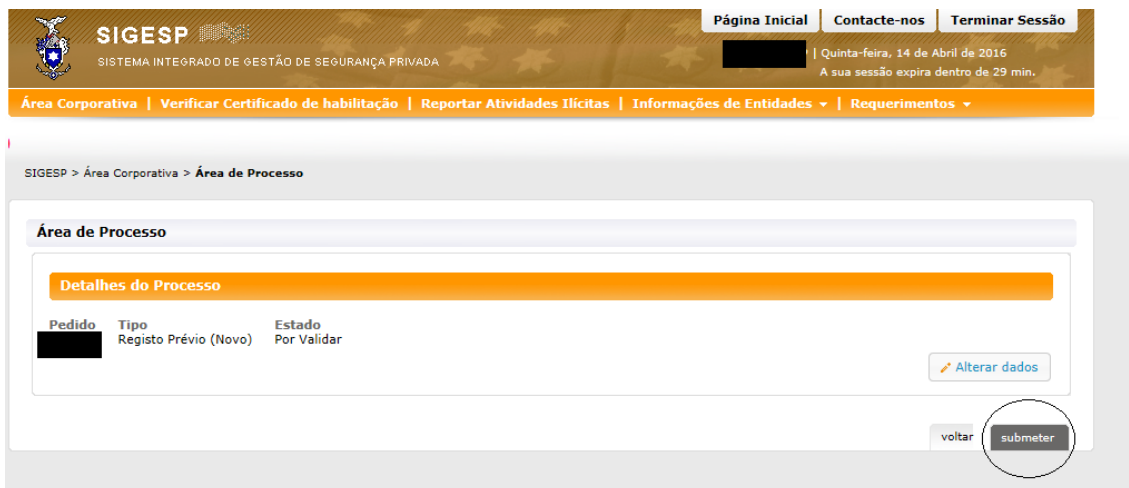 Página Inicial Contacte-nos Terminar Sessão
SIGESP
SISTEMA INTEGRADO DE GESTÃO DE SEGURANÇA PRIVADA
| Quinta-feira, 14 de Abril de 2016
A sua sessão expira dentro de 29 min.
Área Corporativa | Verificar Certificado de habilitação | Reportar Atividades Ilícitas | Informações de Entidades | Requerimentos
SIGESP > Área Corporativa > Área de Processo
Área de Processo
Detalhes do Processo
Pedido Tipo Estado
Registo Prévio (Novo) Por Validar
Alterar dados
voltar submeter